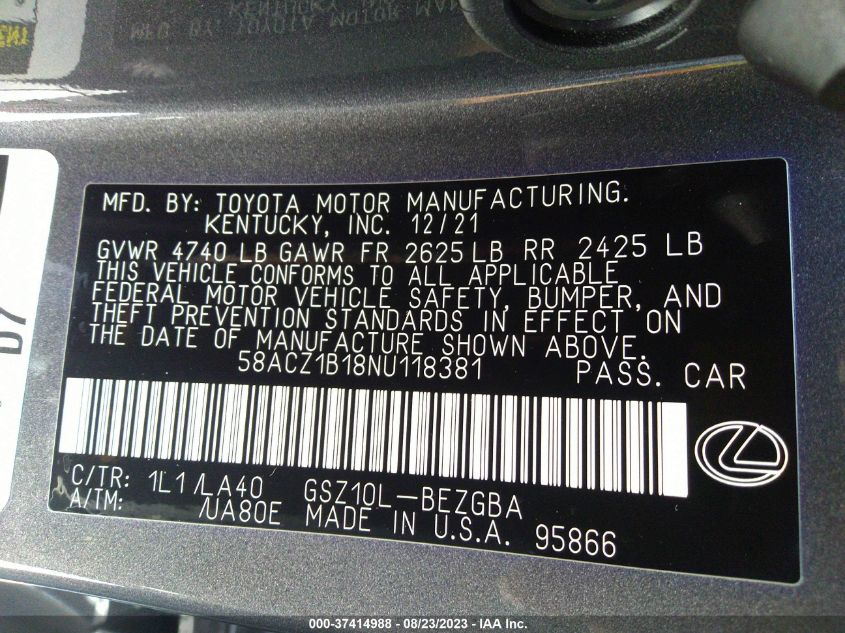 MFD. BY: TOYOTA MOTOR MANUFACTURING.
KENTUCKY, INC. 12/21
GVWR 4740 LB GAWR FR 2625 LB RR 2425 LB
THIS VEHICLE CONFORMS TO ALL APPLICABLE
FEDERAL MOTOR VEHICLE SAFETY, BUMPER, AND
THEFT PREVENTION STANDARDS IN EFFECT ON
THE DATE OF MANUFACTURE SHOWN ABOVE.
58ACZ1B18NU118381 PASS. CAR
C/TR: 1L1/LA40 GSZ10L-BEZGBA
A/TM: /UA80E MADE IN U.S.A. 95866
D7
000-37414988 - 08/23/2023 - IAA Inc.